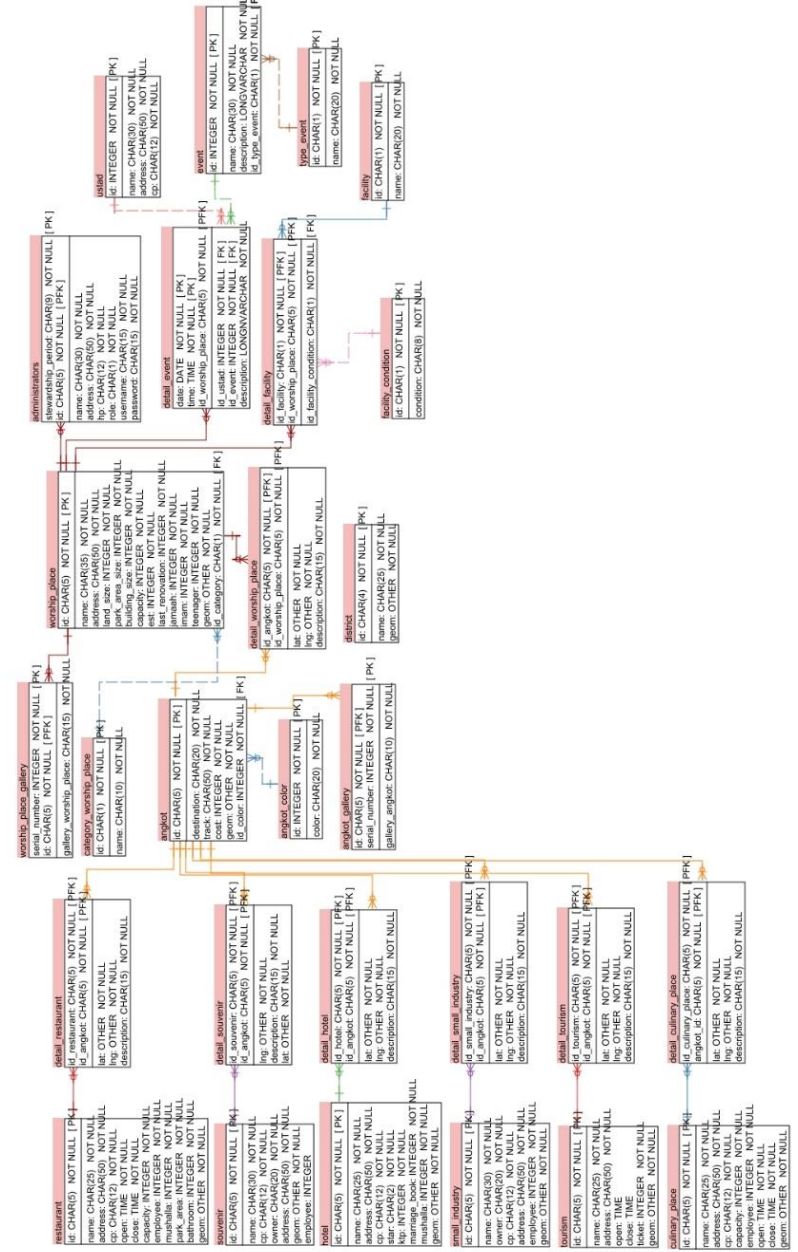 restaurant
id: CHAR(5) NOT NULL [ PK ]
name: CHAR(25) NOT NULL
address: CHAR(50) NOT NULL
cp: CHAR(12) NOT NULL
open: TIME NOT NULL
close: TIME NOT NULL
capacity: INTEGER NOT NULL
employee: INTEGER NOT NULL
mushalla: INTEGER NOT NULL
park_area: INTEGER NOT NULL
bathroom: INTEGER NOT NULL
geom: OTHER NOT NULL
detail_restaurant
id_restaurant: CHAR(5) NOT NULL [ PFK ]
id_angkot: CHAR(5) NOT NULL [ PFK ]
lat: OTHER NOT NULL
lng: OTHER NOT NULL
description: CHAR(15) NOT NULL
souvenir
id: CHAR(5) NOT NULL [ PK ]
name: CHAR(30) NOT NULL
cp: CHAR(12) NOT NULL
owner: CHAR(20) NOT NULL
address: CHAR(50) NOT NULL
geom: OTHER NOT NULL
employee: INTEGER
detail_souvenir
id_souvenir: CHAR(5) NOT NULL [ PFK ]
id_angkot: CHAR(5) NOT NULL [ PFK ]
lng: OTHER NOT NULL
description: CHAR(15) NOT NULL
lat: OTHER NOT NULL
hotel
id: CHAR(5) NOT NULL [ PK ]
name: CHAR(25) NOT NULL
address: CHAR(50) NOT NULL
cp: CHAR(12) NOT NULL
star: CHAR(2) NOT NULL
ktp: INTEGER NOT NULL
marriage_book: INTEGER NOT NULL
mushalla: INTEGER NOT NULL
geom: OTHER NOT NULL
detail_hotel
id_hotel: CHAR(5) NOT NULL [ PFK ]
id_angkot: CHAR(5) NOT NULL [ PFK ]
lat: OTHER NOT NULL
lng: OTHER NOT NULL
description: CHAR(15) NOT NULL
small_industry
id: CHAR(5) NOT NULL [ PK ]
name: CHAR(30) NOT NULL
owner: CHAR(20) NOT NULL
cp: CHAR(12) NOT NULL
address: CHAR(50) NOT NULL
employee: INTEGER NOT NULL
geom: OTHER NOT NULL
detail_small_industry
id_small_industry: CHAR(5) NOT NULL [ PFK ]
id_angkot: CHAR(5) NOT NULL [ PFK ]
lat: OTHER NOT NULL
lng: OTHER NOT NULL
description: CHAR(15) NOT NULL
tourism
id: CHAR(5) NOT NULL [ PK ]
name: CHAR(25) NOT NULL
address: CHAR(50) NOT NULL
open: TIME
close: TIME
ticket: INTEGER NOT NULL
geom: OTHER NOT NULL
detail_tourism
id_tourism: CHAR(5) NOT NULL [ PFK ]
id_angkot: CHAR(5) NOT NULL [ PFK ]
lat: OTHER NOT NULL
lng: OTHER NOT NULL
description: CHAR(15) NOT NULL
culinary_place
id: CHAR(5) NOT NULL [ PK ]
name: CHAR(25) NOT NULL
address: CHAR(50) NOT NULL
cp: CHAR(12) NOT NULL
capacity: INTEGER NOT NULL
employee: INTEGER NOT NULL
open: TIME NOT NULL
close: TIME NOT NULL
geom: OTHER NOT NULL
detail_culinary_place
id_culinary_place: CHAR(5) NOT NULL [ PFK ]
angkot_id: CHAR(5) NOT NULL [ PFK ]
lat: OTHER NOT NULL
lng: OTHER NOT NULL
description: CHAR(15) NOT NULL
worship_place_gallery
serial_number: INTEGER NOT NULL [ PK ]
id: CHAR(5) NOT NULL [ PFK ]
gallery_worship_place: CHAR(15) NOT NULL
category_worship_place
id: CHAR(1) NOT NULL [ PK ]
name: CHAR(10) NOT NULL
angkot
id: CHAR(5) NOT NULL [ PK ]
destination: CHAR(20) NOT NULL
track: CHAR(50) NOT NULL
cost: INTEGER NOT NULL
geom: OTHER NOT NULL
id_color: INTEGER NOT NULL [ FK ]
angkot_color
id: INTEGER NOT NULL [ PK ]
color: CHAR(20) NOT NULL
angkot_gallery
id: CHAR(5) NOT NULL [ PFK ]
serial_number: INTEGER NOT NULL [ PK ]
gallery_angkot: CHAR(10) NOT NULL
worship_place
id: CHAR(5) NOT NULL [ PK ]
name: CHAR(35) NOT NULL
address: CHAR(50) NOT NULL
land_size: INTEGER NOT NULL
park_area_size: INTEGER NOT NULL
building_size: INTEGER NOT NULL
capacity: INTEGER NOT NULL
est: INTEGER NOT NULL
last_renovation: INTEGER NOT NULL
jamaah: INTEGER NOT NULL
imam: INTEGER NOT NULL
teenager: INTEGER NOT NULL
geom: OTHER NOT NULL
id_category: CHAR(1) NOT NULL [ FK ]
detail_worship_place
id_angkot: CHAR(5) NOT NULL [ PFK ]
id_worship_place: CHAR(5) NOT NULL [ PFK ]
lat: OTHER NOT NULL
lng: OTHER NOT NULL
description: CHAR(15) NOT NULL
district
id: CHAR(4) NOT NULL [ PK ]
name: CHAR(25) NOT NULL
geom: OTHER NOT NULL
administrators
stewardship_period: CHAR(9) NOT NULL [ PK ]
id: CHAR(5) NOT NULL [ PFK ]
name: CHAR(30) NOT NULL
address: CHAR(50) NOT NULL
hp: CHAR(12) NOT NULL
role: CHAR(1) NOT NULL
username: CHAR(15) NOT NULL
password: CHAR(15) NOT NULL
detail_event
date: DATE NOT NULL [ PK ]
time: TIME NOT NULL [ PK ]
id_worship_place: CHAR(5) NOT NULL [ PFK ]
id_ustad: INTEGER NOT NULL [ FK ]
id_event: INTEGER NOT NULL [ FK ]
description: LONGNVARCHAR NOT NULL
detail_facility
id_facility: CHAR(1) NOT NULL [ PFK ]
id_worship_place: CHAR(5) NOT NULL [ PFK ]
id_facility_condition: CHAR(1) NOT NULL [ FK ]
facility_condition
id: CHAR(1) NOT NULL [ PK ]
condition: CHAR(8) NOT NULL
ustad
id: INTEGER NOT NULL [ PK ]
name: CHAR(30) NOT NULL
address: CHAR(50) NOT NULL
cp: CHAR(12) NOT NULL
event
id: INTEGER NOT NULL [ PK ]
name: CHAR(30) NOT NULL
description: LONGVARCHAR NOT NULL
id_type_event: CHAR(1) NOT NULL [ F
type_event
id: CHAR(1) NOT NULL [ PK ]
name: CHAR(20) NOT NULL
facility
id: CHAR(1) NOT NULL [ PK ]
name: CHAR(20) NOT NULL